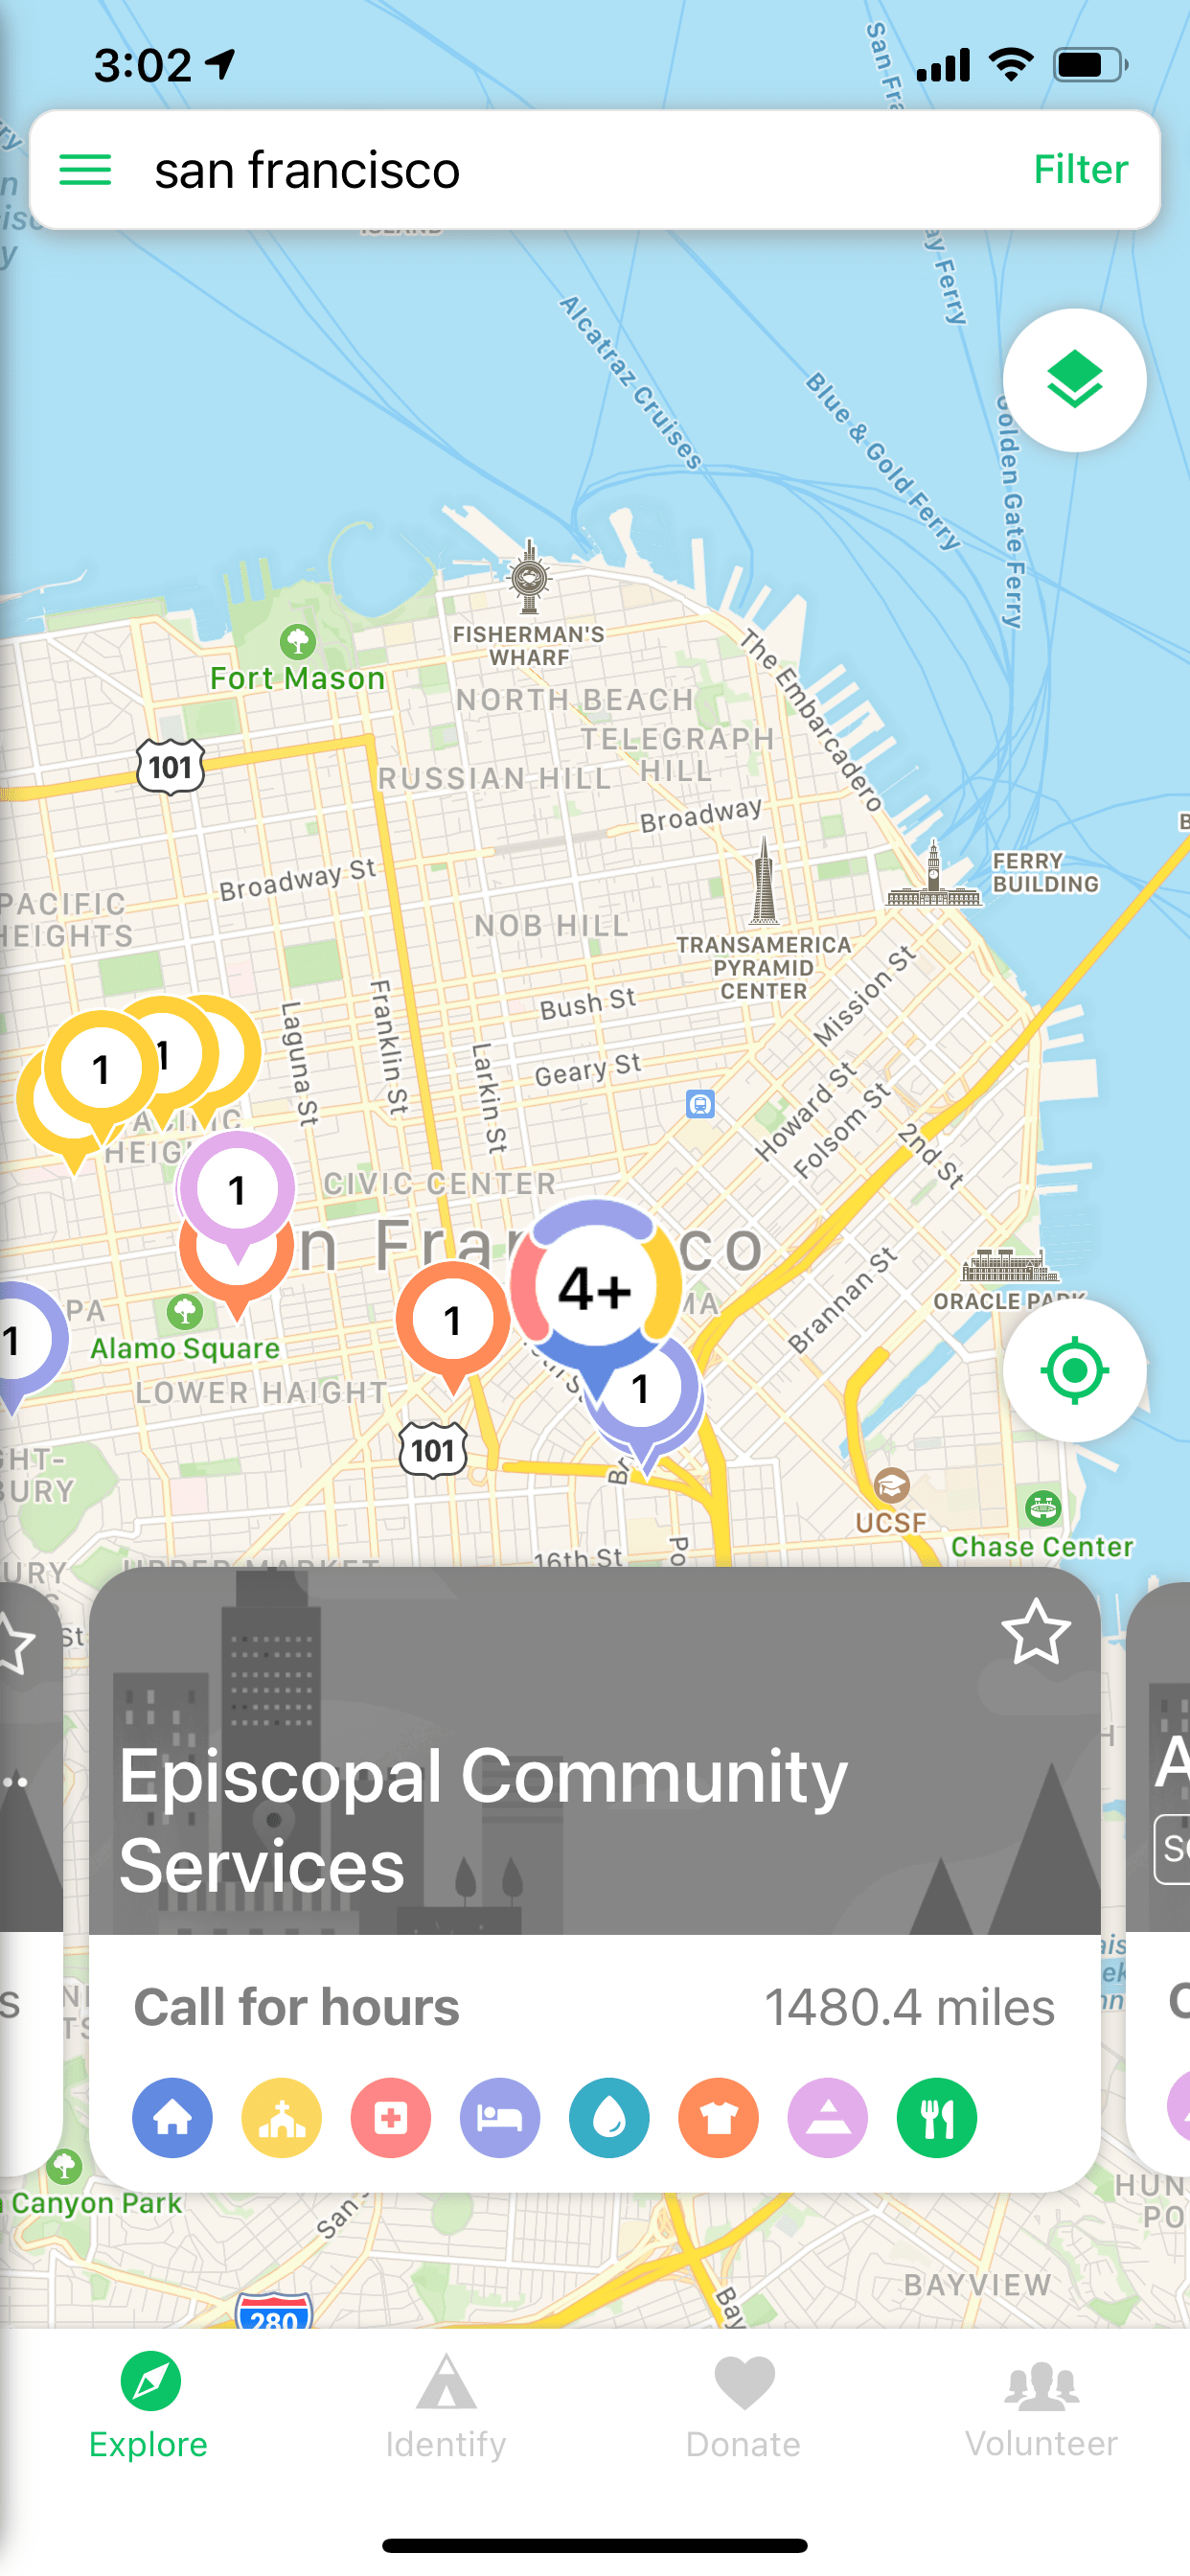 3:02
san francisco
Filter
Alcatraz Cruises
Blue & Gold Ferry
Golden Gate Ferry
FISHERMAN'S
WHARF
Fort Mason
NORTH BEACH
TELEGRAPH
HILL
The Embarcadero
101
RUSSIAN HILL
Broadway
FERRY
BUILDING
Broadway St
PACIFIC
HEIGHTS
NOB HILL
TRANSAMERICA
PYRAMID
CENTER
Mission St
Bush St
Franklin St
Laguna St
Larkin St
Geary St
Howard St
Folsom St
2nd St
1
1
1
CIVIC CENTER
4+
Brannan St
ORACLE PARK
Alamo Square
1
1
1
LOWER HAIGHT
101
UCSF
Chase Center
16th St
UPPER MARKET
Episcopal Community
Services
Call for hours
1480.4 miles
Canyon Park
BAYVIEW
280
Explore
Identify
Donate
Volunteer